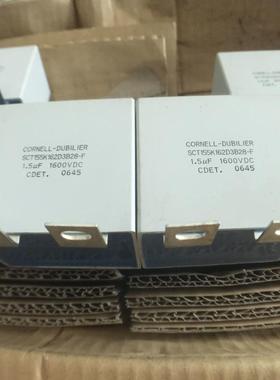 CORNELL-DUBILIER
SCT155K162D3B28-F
1.5uF 1600VDC
CDET. 0645
CORNELL-DUBILIER
SCT155K162D3B28-F
1.5uF 1600VDC
CDET. 0645